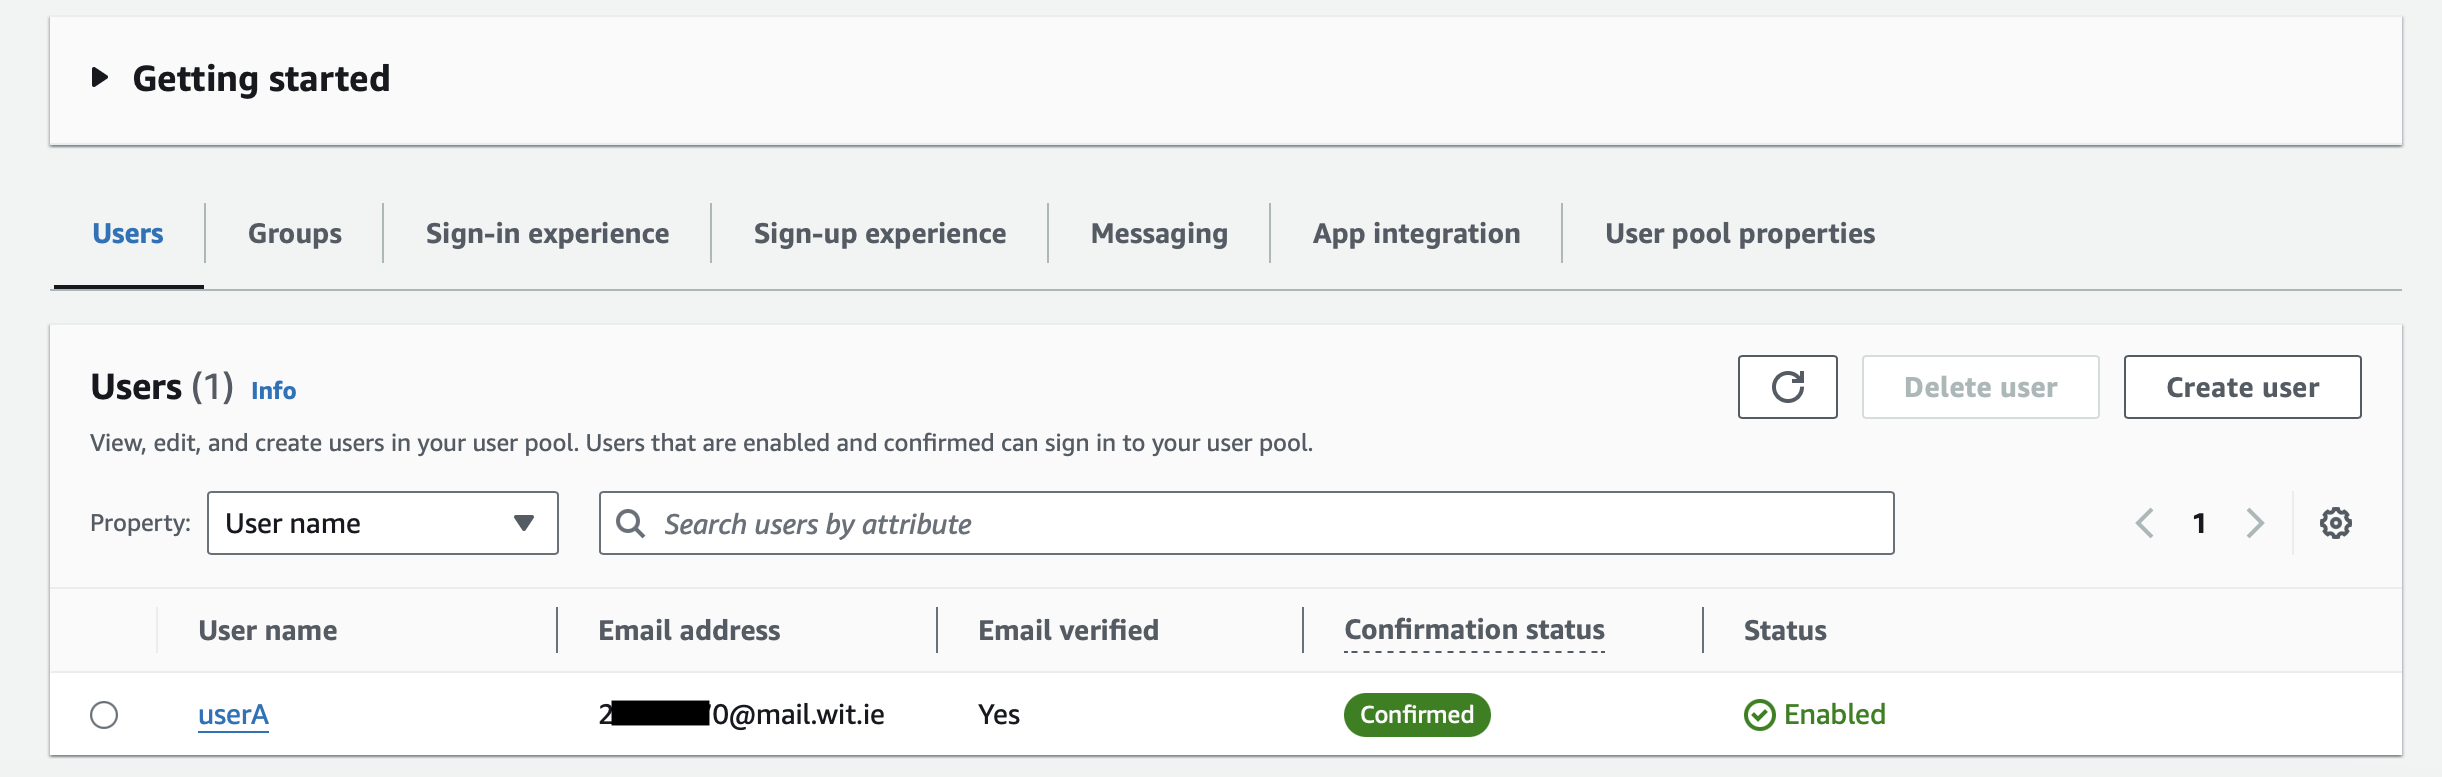 Getting started
Users Groups Sign-in experience Sign-up experience Messaging App integration User pool properties
Users (1) Info Delete user Create user
View, edit, and create users in your user pool. Users that are enabled and confirmed can sign in to your user pool.
Property: User name Search users by attribute 1
User name Email address Email verified Confirmation status Status
userA 2 0@mail.wit.ie Yes Confirmed Enabled